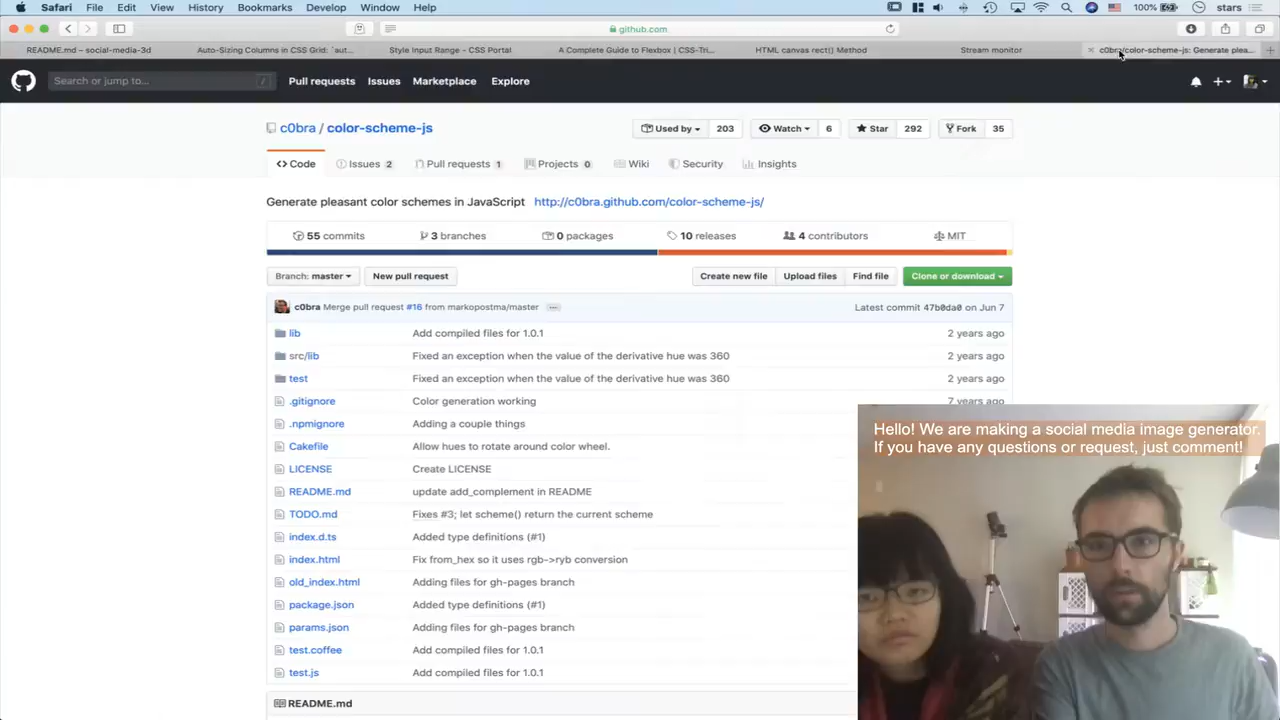 Safari File Edit View History Bookmarks Develop Window Help 100% stars
github.com
README.md – social-media-3d Auto-Sizing Columns in CSS Grid: `aut... Style Input Range - CSS Portal A Complete Guide to Flexbox | CSS-Tri... HTML canvas rect() Method Stream monitor c0bra/color-scheme-js: Generate plea...
Search or jump to... / Pull requests Issues Marketplace Explore
c0bra / color-scheme-js Used by 203 Watch 6 Star 292 Fork 35
Code Issues 2 Pull requests 1 Projects 0 Wiki Security Insights
Generate pleasant color schemes in JavaScript http://c0bra.github.com/color-scheme-js/
55 commits 3 branches 0 packages 10 releases 4 contributors MIT
Branch: master New pull request Create new file Upload files Find file Clone or download
c0bra Merge pull request #16 from markopostma/master ... Latest commit 47b0da0 on Jun 7
lib Add compiled files for 1.0.1 2 years ago
src/lib Fixed an exception when the value of the derivative hue was 360 2 years ago
test Fixed an exception when the value of the derivative hue was 360 2 years ago
.gitignore Color generation working 7 years ago
.npmignore Adding a couple things
Cakefile Allow hues to rotate around color wheel.
LICENSE Create LICENSE
README.md update add_complement in README
TODO.md Fixes #3; let scheme() return the current scheme
index.d.ts Added type definitions (#1)
index.html Fix from_hex so it uses rgb->ryb conversion
old_index.html Adding files for gh-pages branch
package.json Added type definitions (#1)
params.json Adding files for gh-pages branch
test.coffee Add compiled files for 1.0.1
test.js Add compiled files for 1.0.1
README.md
Hello! We are making a social media image generator.
If you have any questions or request, just comment!